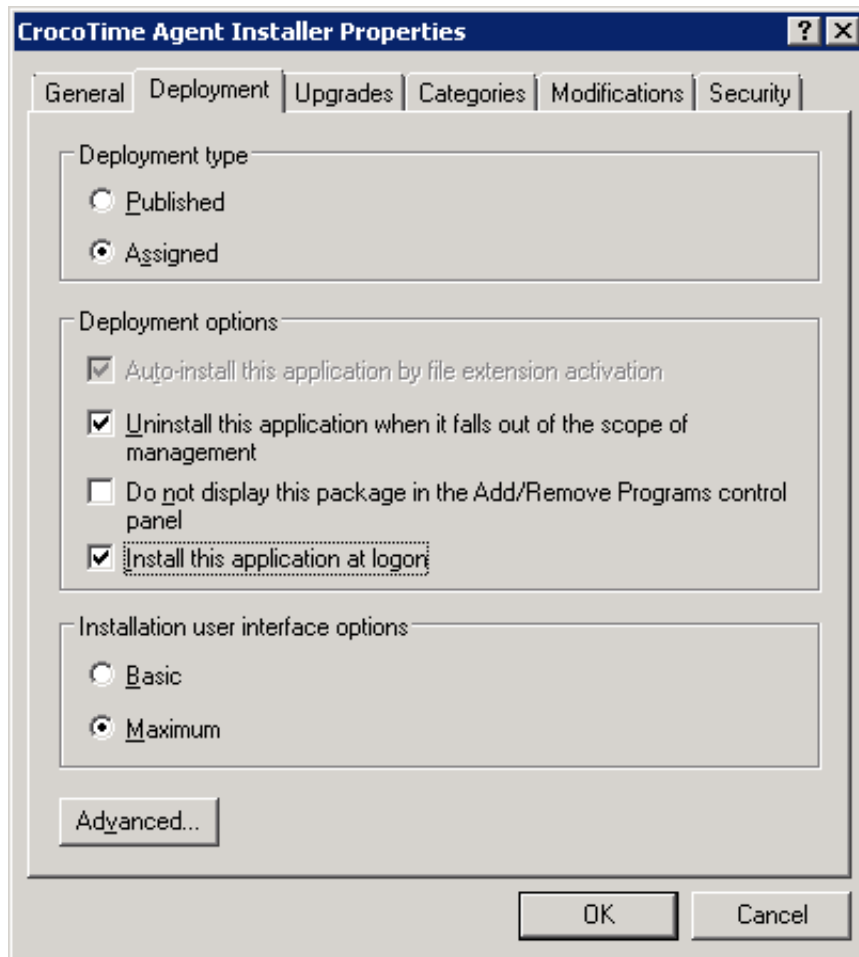 CrocoTime Agent Installer Properties
General Deployment Upgrades Categories Modifications Security
Deployment type
Published
Assigned
Deployment options
Auto-install this application by file extension activation
Uninstall this application when it falls out of the scope of
management
Do not display this package in the Add/Remove Programs control
panel
Install this application at logon
Installation user interface options
Basic
Maximum
Advanced...
OK Cancel